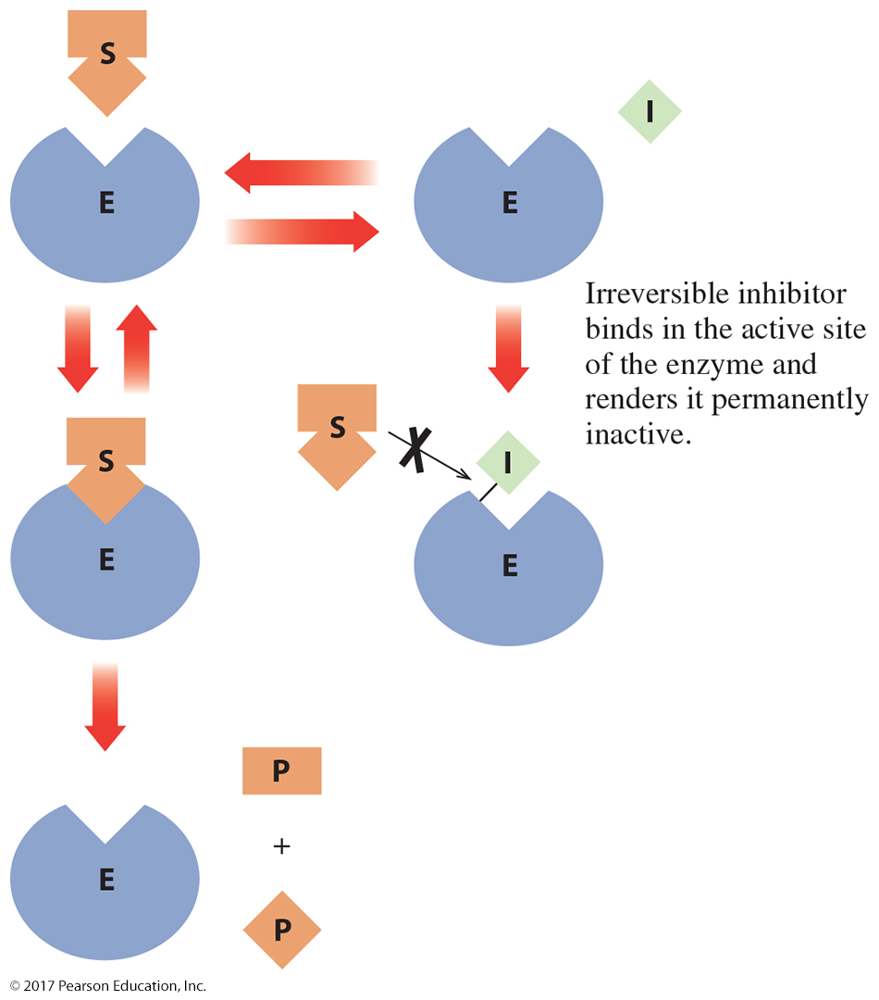 S
I
E
E
Irreversible inhibitor
binds in the active site
of the enzyme and
renders it permanently
inactive.
S
S
I
E
E
P
+
E
P
© 2017 Pearson Education, Inc.